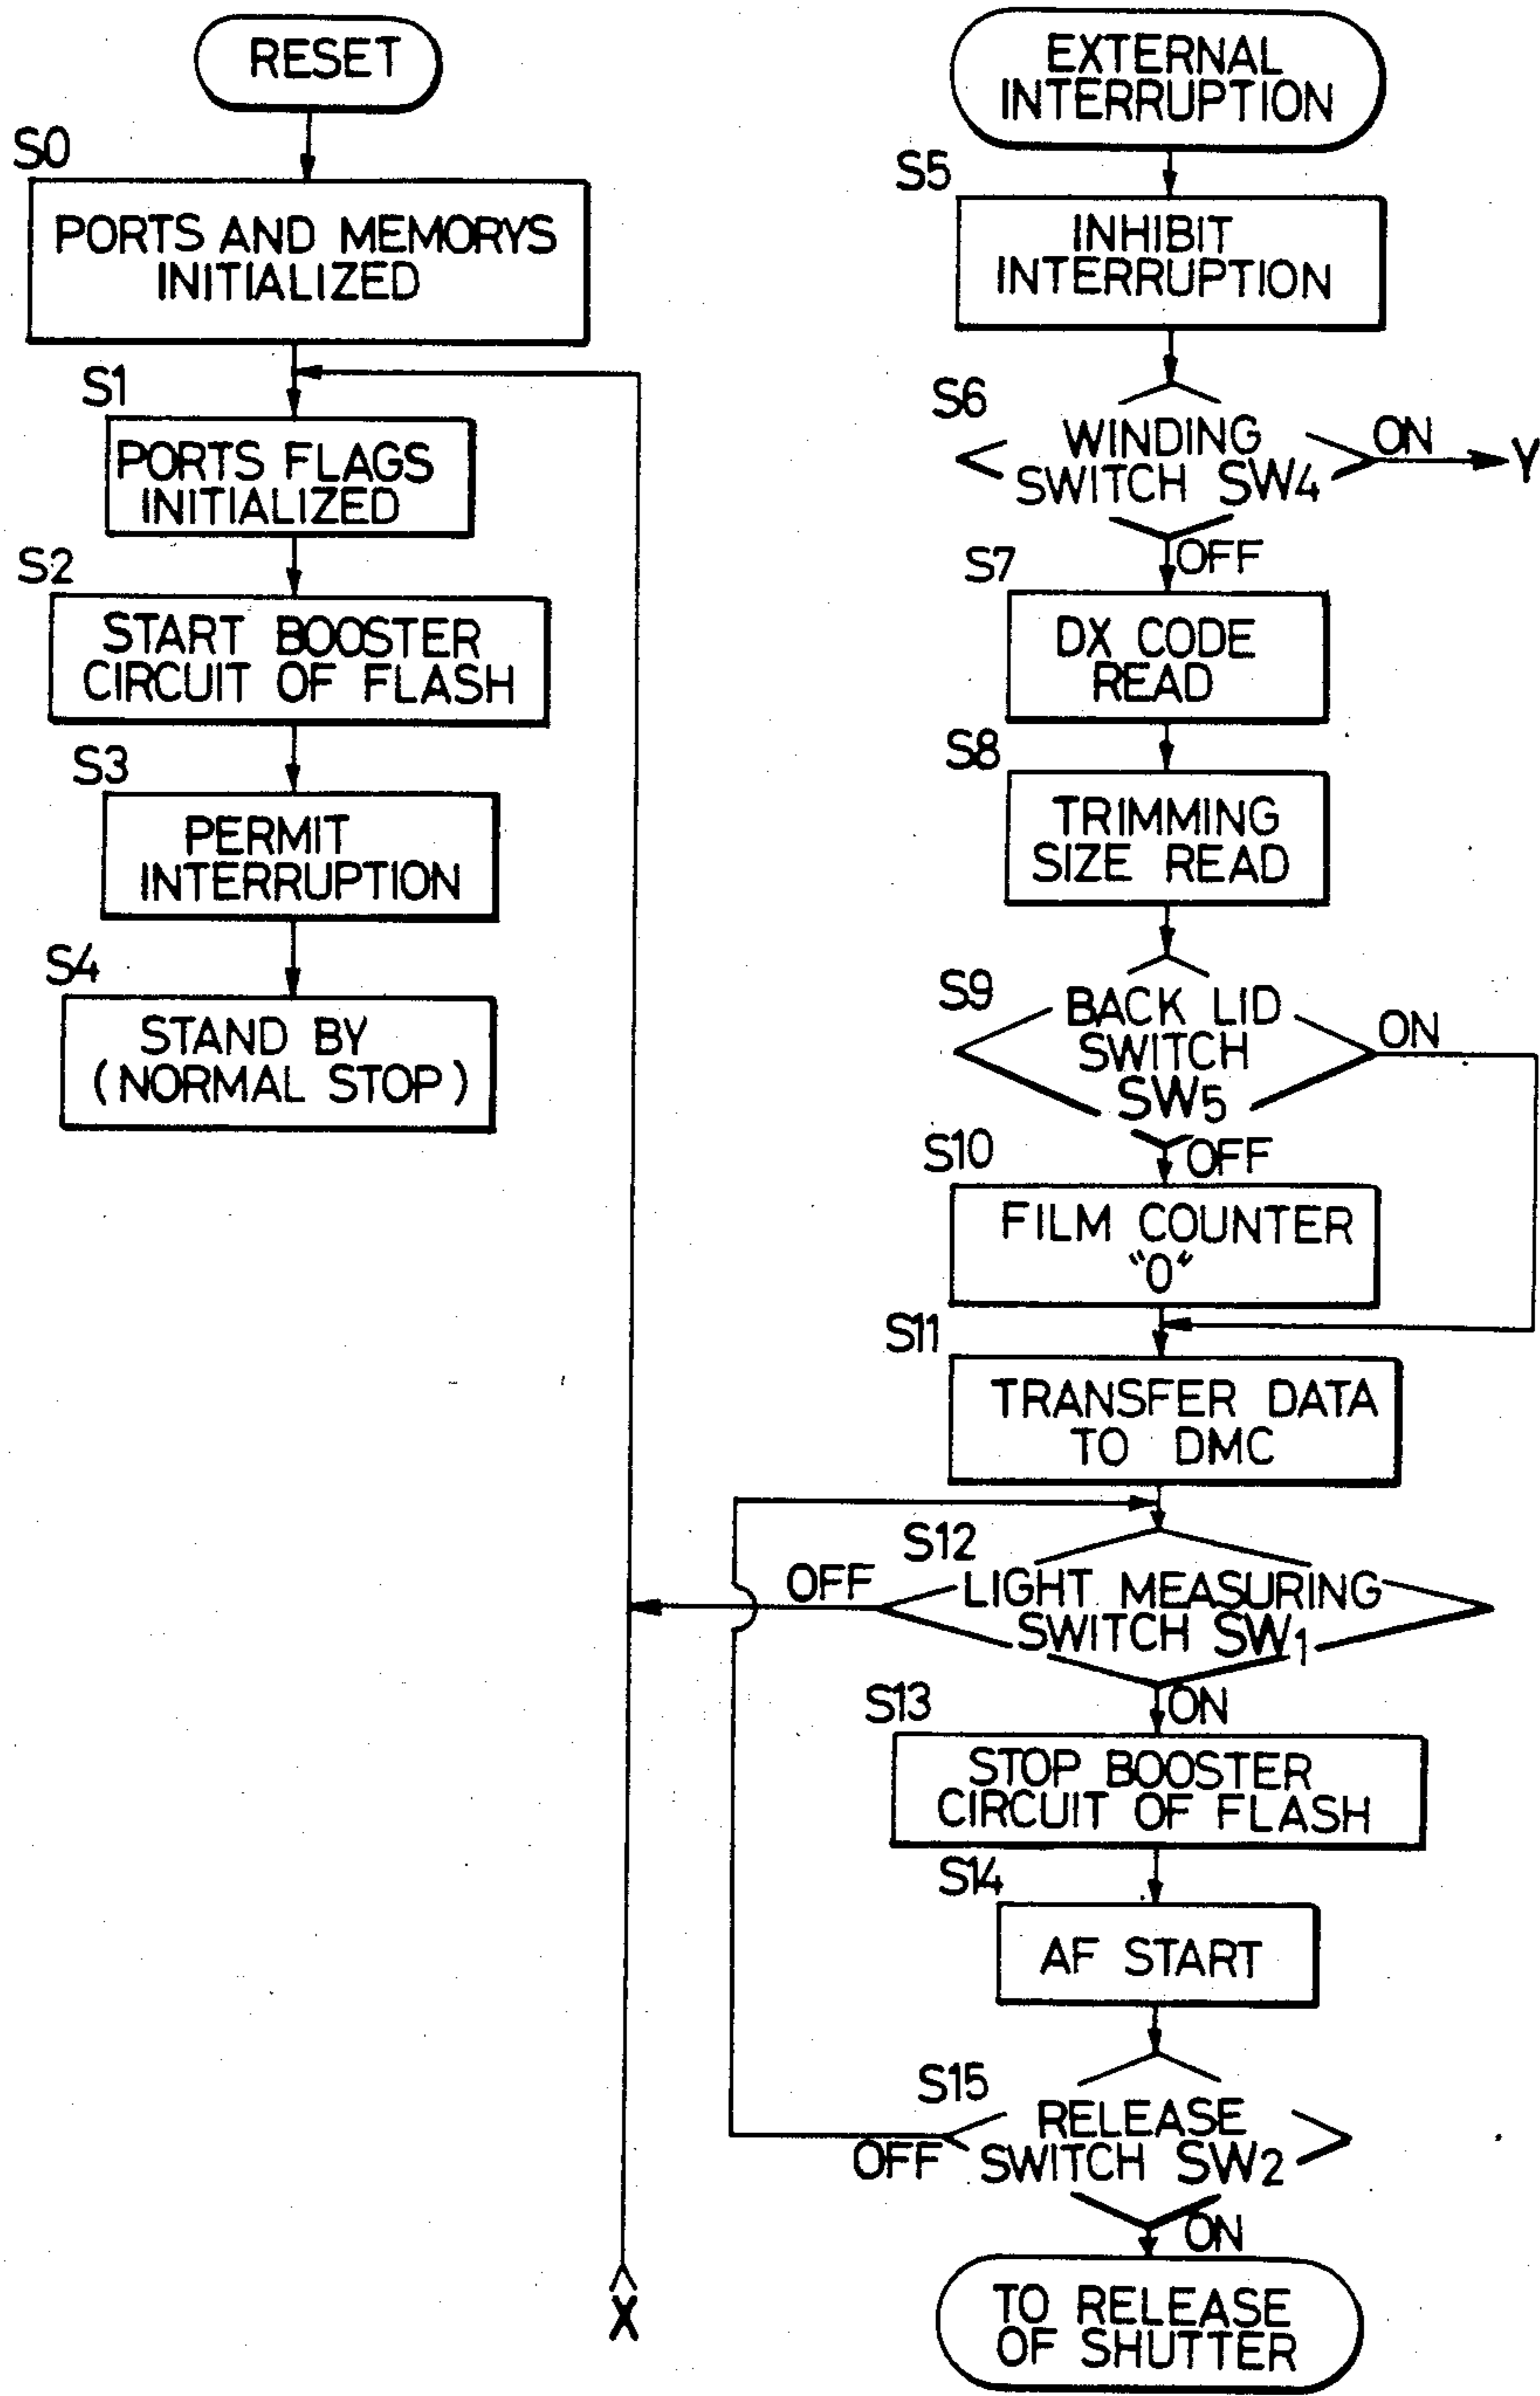 RESET
S0
PORTS AND MEMORYS
INITIALIZED
S1
PORTS FLAGS
INITIALIZED
S2
START BOOSTER
CIRCUIT OF FLASH
S3
PERMIT
INTERRUPTION
S4
STAND BY
(NORMAL STOP)
X
EXTERNAL
INTERRUPTION
S5
INHIBIT
INTERRUPTION
S6
WINDING
SWITCH SW4
ON
Y
OFF
S7
DX CODE
READ
S8
TRIMMING
SIZE READ
S9
BACK LID
SWITCH
SW5
ON
OFF
S10
FILM COUNTER
"0"
S11
TRANSFER DATA
TO DMC
S12
OFF
LIGHT MEASURING
SWITCH SW1
ON
S13
STOP BOOSTER
CIRCUIT OF FLASH
S14
AF START
S15
RELEASE
SWITCH SW2
OFF
ON
TO RELEASE
OF SHUTTER